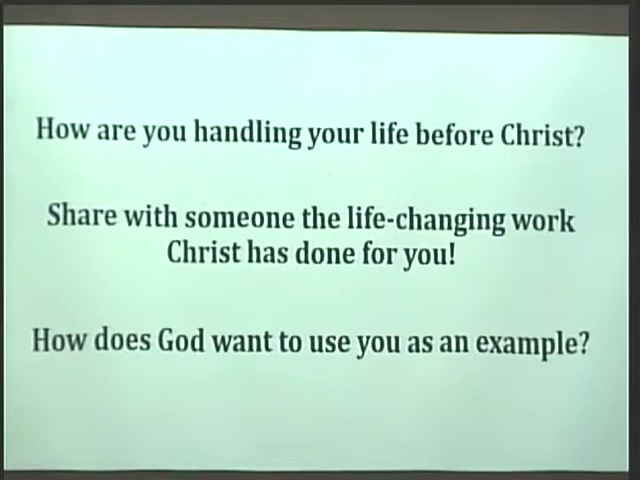 How are you handling your life before Christ?
Share with someone the life-changing work
Christ has done for you!
How does God want to use you as an example?